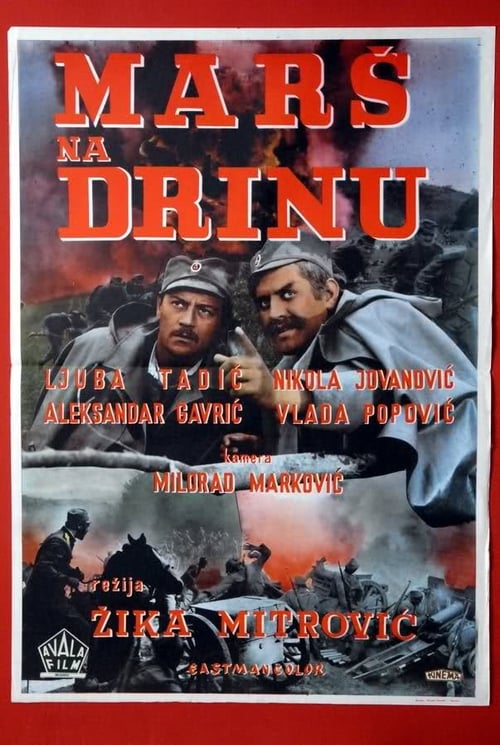 MARŠ
NA
DRINU
LJUBA TADIĆ NIKOLA JOVANOVIĆ
ALEKSANDAR GAVRIĆ VLADA POPOVIĆ
kamera
MILORAD MARKOVIĆ
režija
ŽIKA MITROVIĆ
AVALA
FILM
EASTMANCOLOR
KINEMA